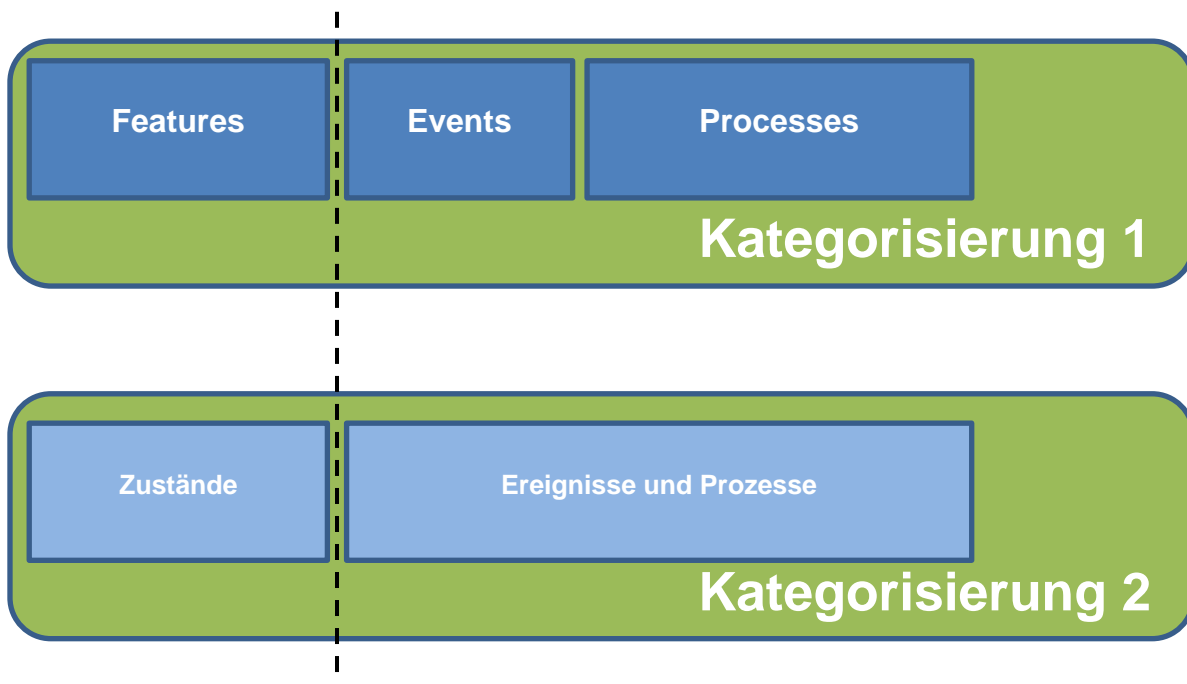 Features
Events
Processes
Kategorisierung 1
Zustände
Ereignisse und Prozesse
Kategorisierung 2